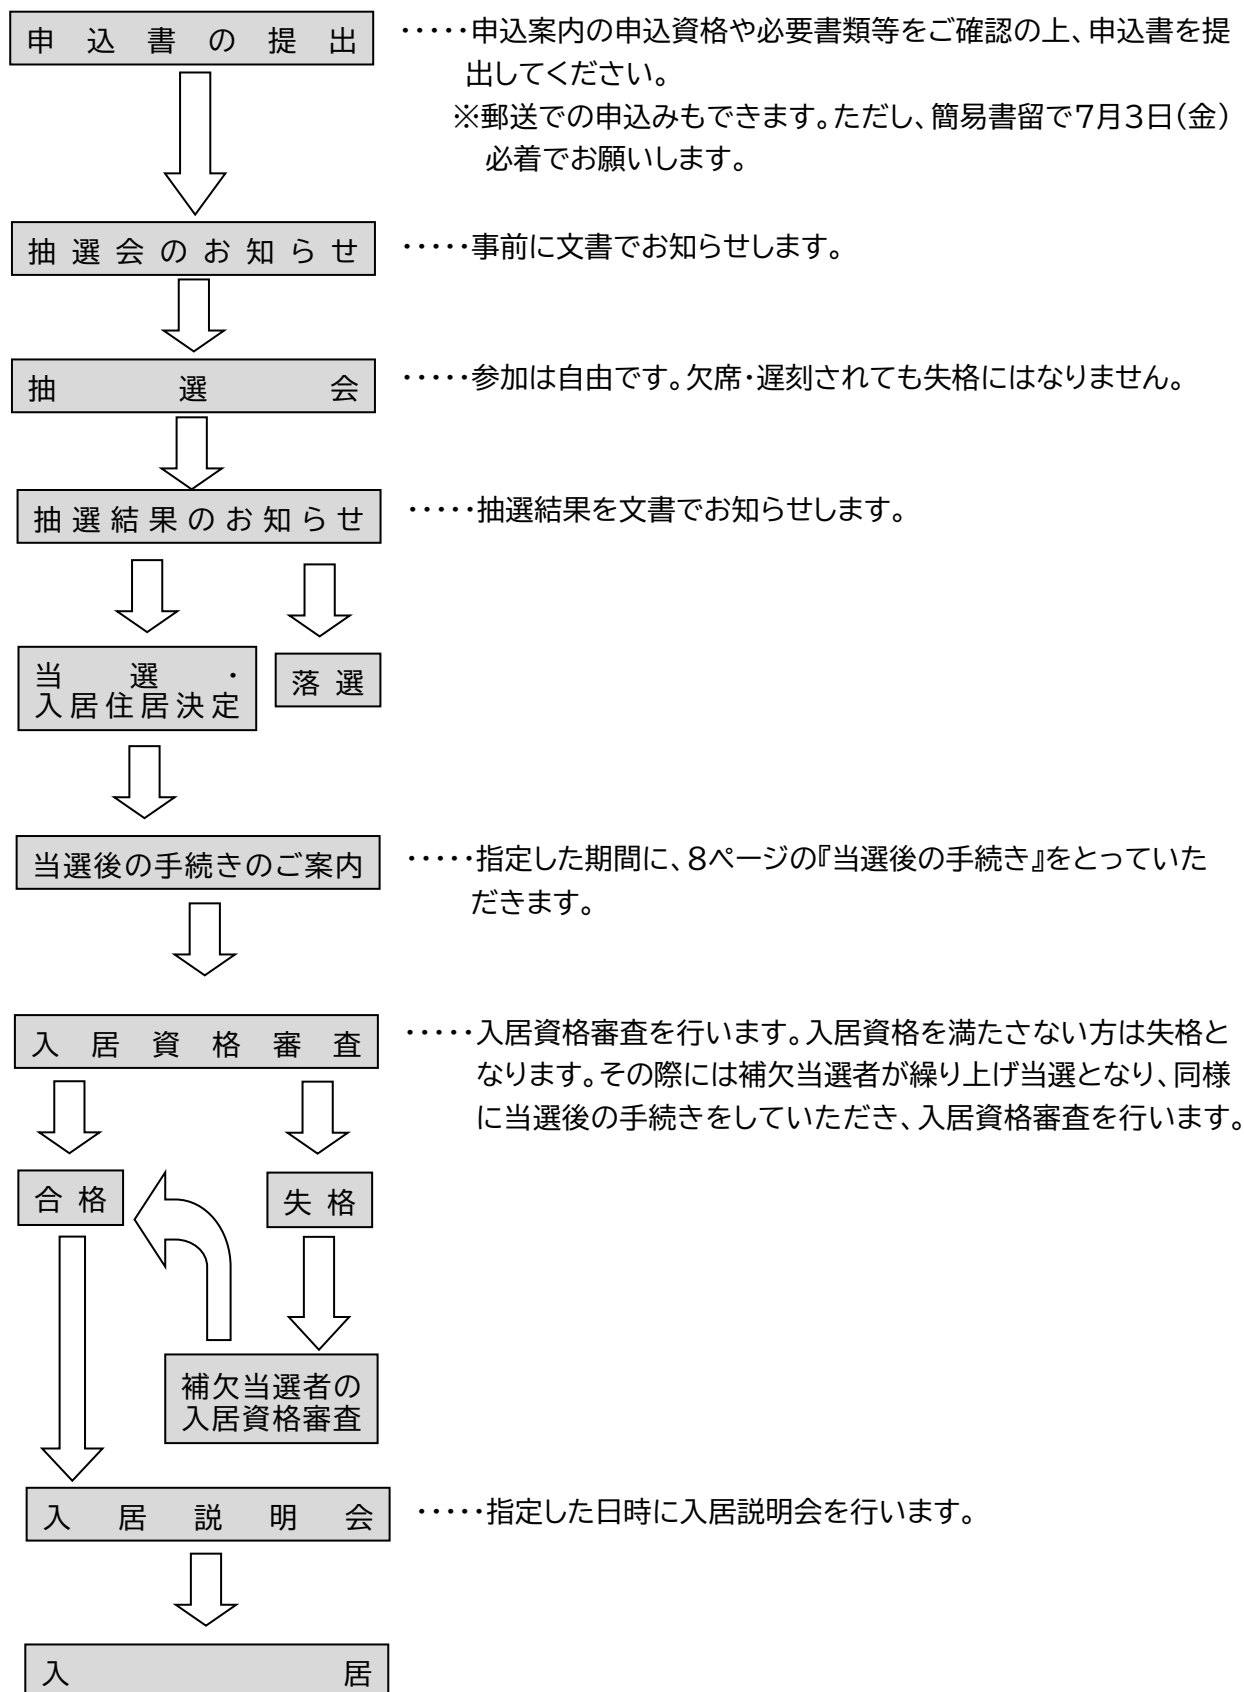 申込書の提出
・・・・・申込案内の申込資格や必要書類等をご確認の上、申込書を提
出してください。
※郵送での申込みもできます。ただし、簡易書留で7月3日(金)
必着でお願いします。
抽選会のお知らせ
・・・・・事前に文書でお知らせします。
抽選会
・・・・・参加は自由です。欠席・遅刻されても失格にはなりません。
抽選結果のお知らせ
・・・・・抽選結果を文書でお知らせします。
当選・
入居住居決定
落選
当選後の手続きのご案内
・・・・・指定した期間に、8ページの『当選後の手続き』をとっていた
だきます。
入居資格審査
・・・・・入居資格審査を行います。入居資格を満たさない方は失格と
なります。その際には補欠当選者が繰り上げ当選となり、同様
に当選後の手続きをしていただき、入居資格審査を行います。
合格
失格
補欠当選者の
入居資格審査
入居説明会
・・・・・指定した日時に入居説明会を行います。
入居